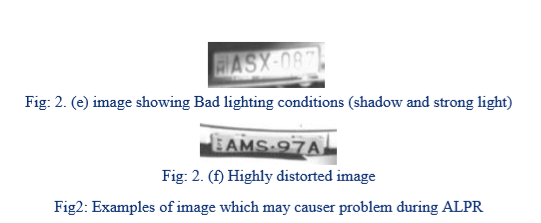 ASX-087
Fig: 2. (e) image showing Bad lighting conditions (shadow and strong light)
AMS-97A
Fig: 2. (f) Highly distorted image
Fig2: Examples of image which may causer problem during ALPR